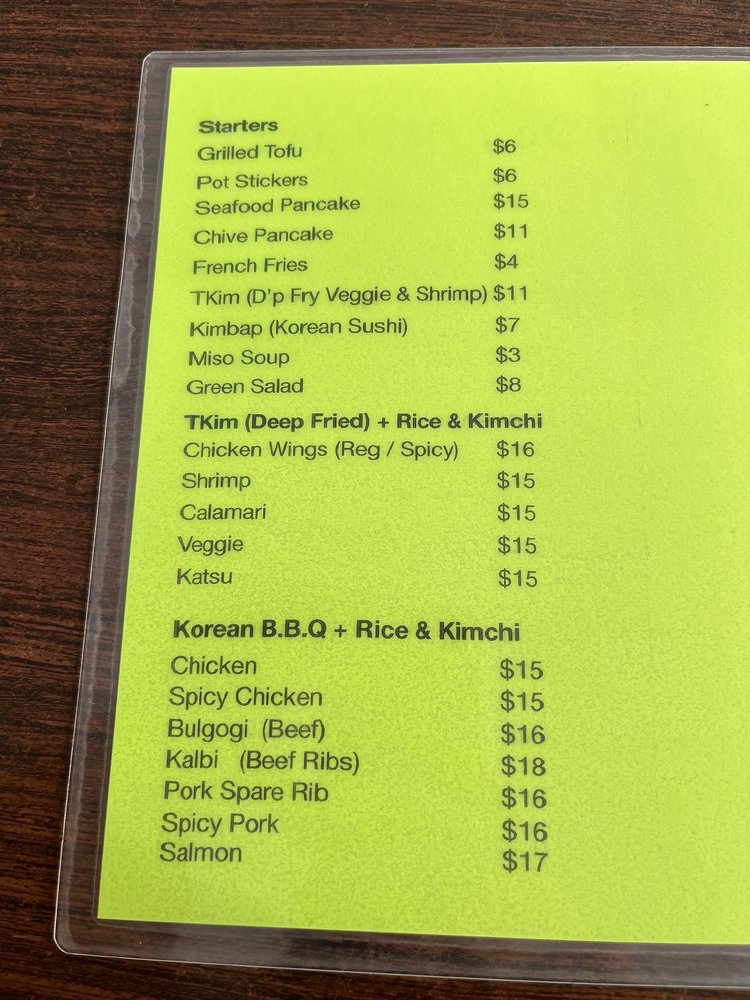 Starters
Grilled Tofu $6
Pot Stickers $6
Seafood Pancake $15
Chive Pancake $11
French Fries $4
TKim (D'p Fry Veggie & Shrimp) $11
Kimbap (Korean Sushi) $7
Miso Soup $3
Green Salad $8
TKim (Deep Fried) + Rice & Kimchi
Chicken Wings (Reg / Spicy) $16
Shrimp $15
Calamari $15
Veggie $15
Katsu $15
Korean B.B.Q + Rice & Kimchi
Chicken $15
Spicy Chicken $15
Bulgogi (Beef) $16
Kalbi (Beef Ribs) $18
Pork Spare Rib $16
Spicy Pork $16
Salmon $17